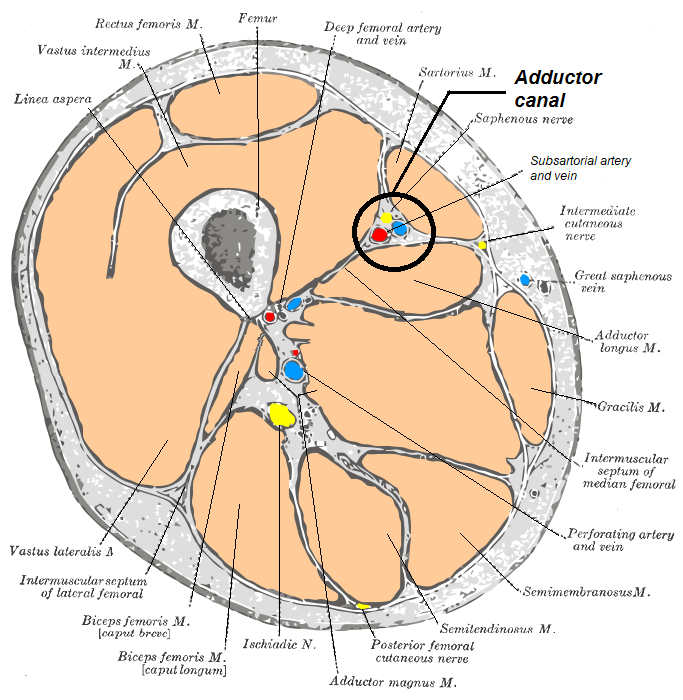 Rectus femoris M.
Femur
Deep femoral artery
and vein
Vastus intermedius
M.
Linea aspera
Sartorius M.
Adductor
canal
Saphenous nerve
Subsartorial artery
and vein
Intermediate
cutaneous
nerve
Great saphenous
vein
Adductor
longus M.
Gracilis M.
Intermuscular
septum of
median femoral
Perforating artery
and vein
Semimembranosus M.
Semitendinosus M.
Posterior femoral
cutaneous nerve
Adductor magnus M.
Ischiadic N.
Biceps femoris M.
[caput longum]
Biceps femoris M.
[caput breve]
Intermuscular septum
of lateral femoral
Vastus lateralis M